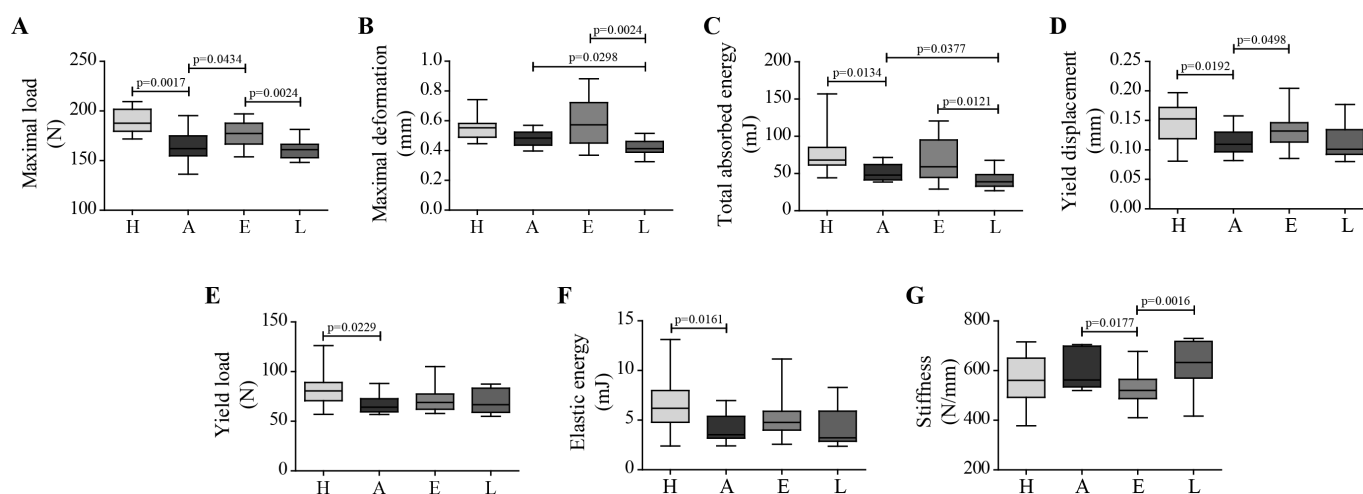 A
Maximal load
(N)
250
200
150
100
p=0.0434
p=0.0017
p=0.0024
H A E L
B
Maximal deformation
(mm)
1.0
0.8
0.6
0.4
0.2
0.0
p=0.0024
p=0.0298
H A E L
C
Total absorbed energy
(mJ)
200
150
100
50
0
p=0.0377
p=0.0134
p=0.0121
H A E L
D
Yield displacement
(mm)
0.25
0.20
0.15
0.10
0.05
0.00
p=0.0498
p=0.0192
H A E L
E
Yield load
(N)
150
100
50
0
p=0.0229
H A E L
F
Elastic energy
(mJ)
15
10
5
0
p=0.0161
H A E L
G
Stiffness
(N/mm)
800
600
400
200
p=0.0016
p=0.0177
H A E L